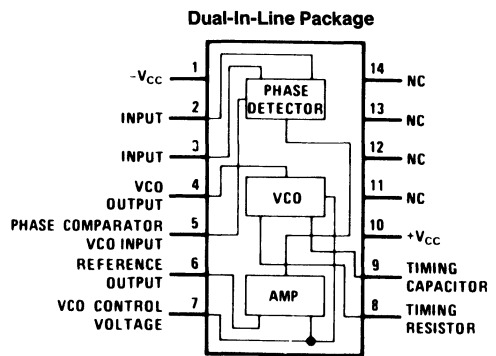 Dual-In-Line Package
1
–VCC
2
INPUT
3
INPUT
4
VCO
OUTPUT
5
PHASE COMPARATOR
VCO INPUT
6
REFERENCE
OUTPUT
7
VCO CONTROL
VOLTAGE
PHASE
DETECTOR
VCO
AMP
14
NC
13
NC
12
NC
11
NC
10
+VCC
9
TIMING
CAPACITOR
8
TIMING
RESISTOR